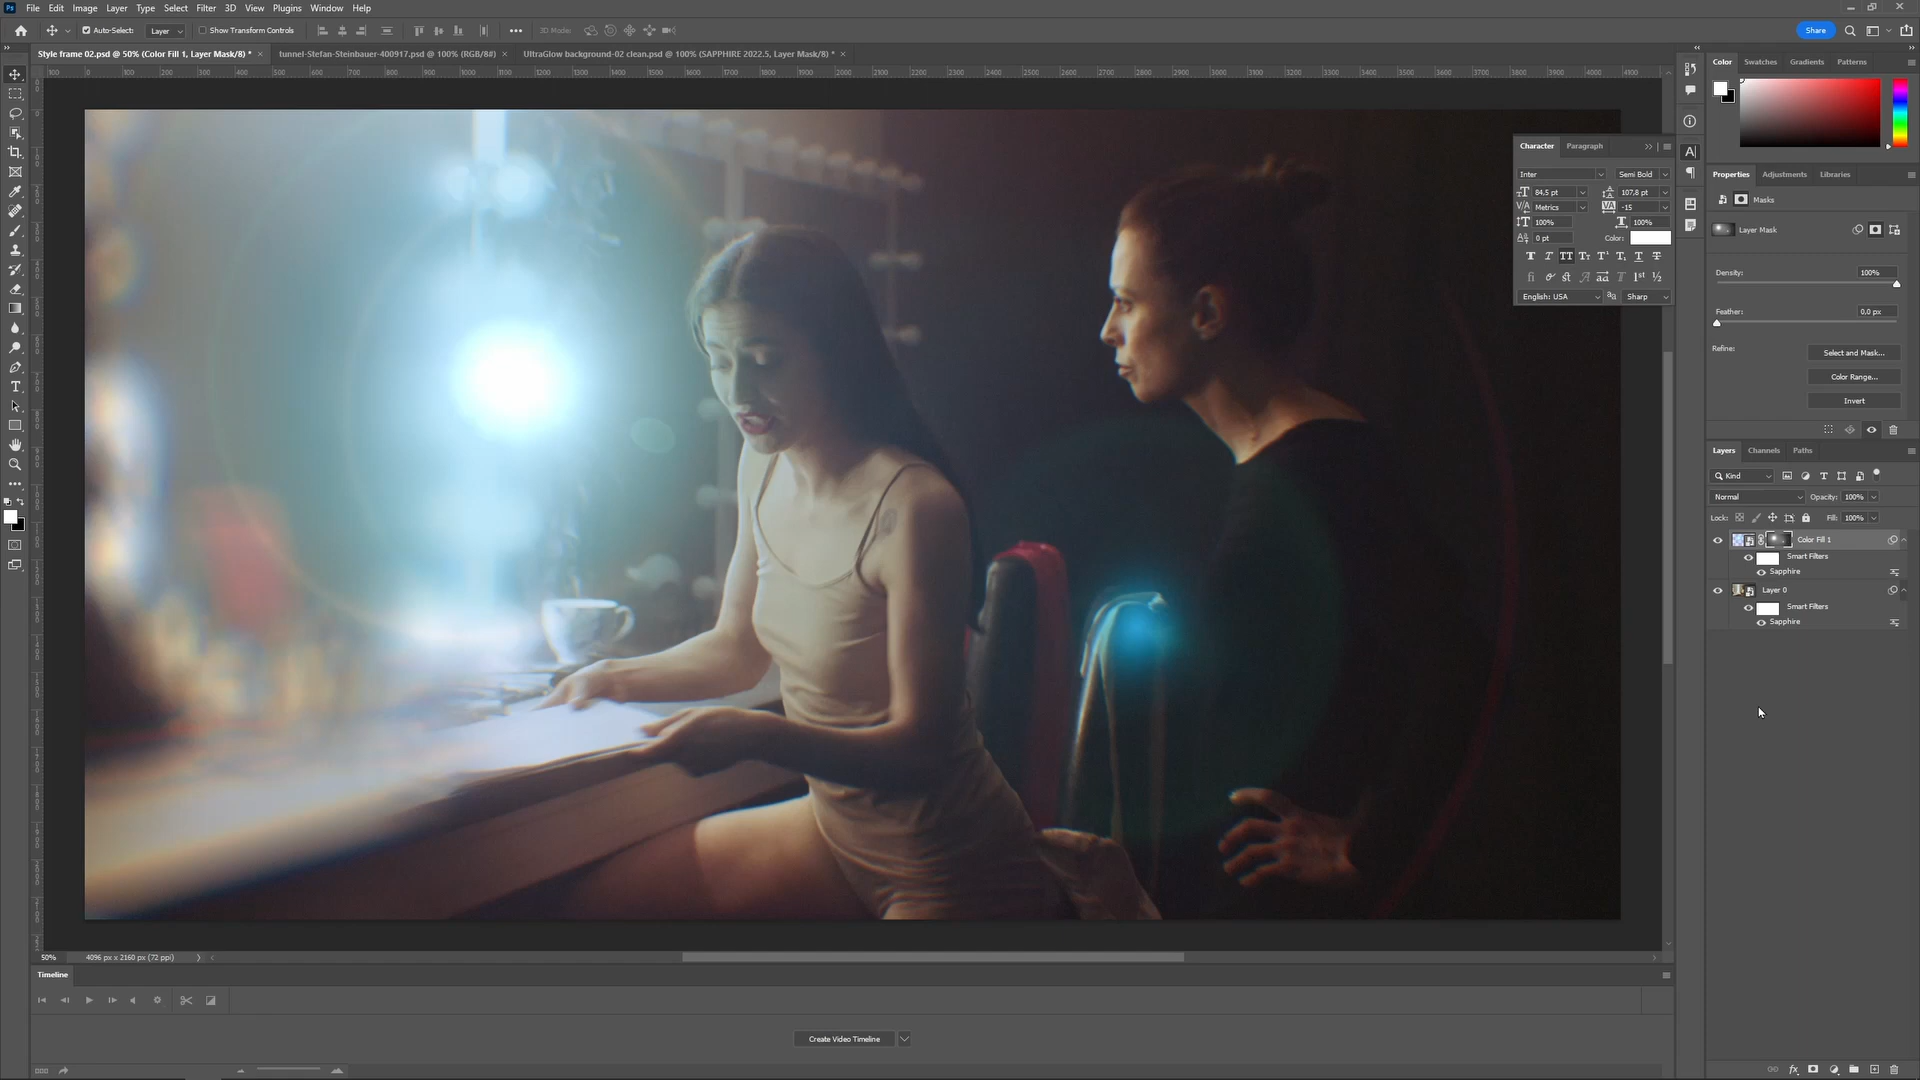 Ps File Edit Image Layer Type Select Filter 3D View Plugins Window Help
Auto-Select: Layer Show Transform Controls 3D Mode: Share
Style frame 02.psd @ 50% (Color Fill 1, Layer Mask/8) * tunnel-Stefan-Steinbauer-400917.psd @ 100% (RGB/8#) UltraGlow background-02 clean.psd @ 100% (SAPPHIRE 2022.5, Layer Mask/8) *
Color Swatches Gradients Patterns
Character Paragraph
Inter Semi Bold
84,5 pt 107,8 pt
Metrics -15
100% 100%
0 pt Color:
English: USA Sharp
Properties Adjustments Libraries
Masks
Layer Mask
Density: 100%
Feather: 0,0 px
Refine: Select and Mask...
Color Range...
Invert
Layers Channels Paths
Kind
Normal Opacity: 100%
Lock: Fill: 100%
Color Fill 1
Smart Filters
Sapphire
Layer 0
Smart Filters
Sapphire
50% 4096 px x 2160 px (72 ppi)
Timeline
Create Video Timeline